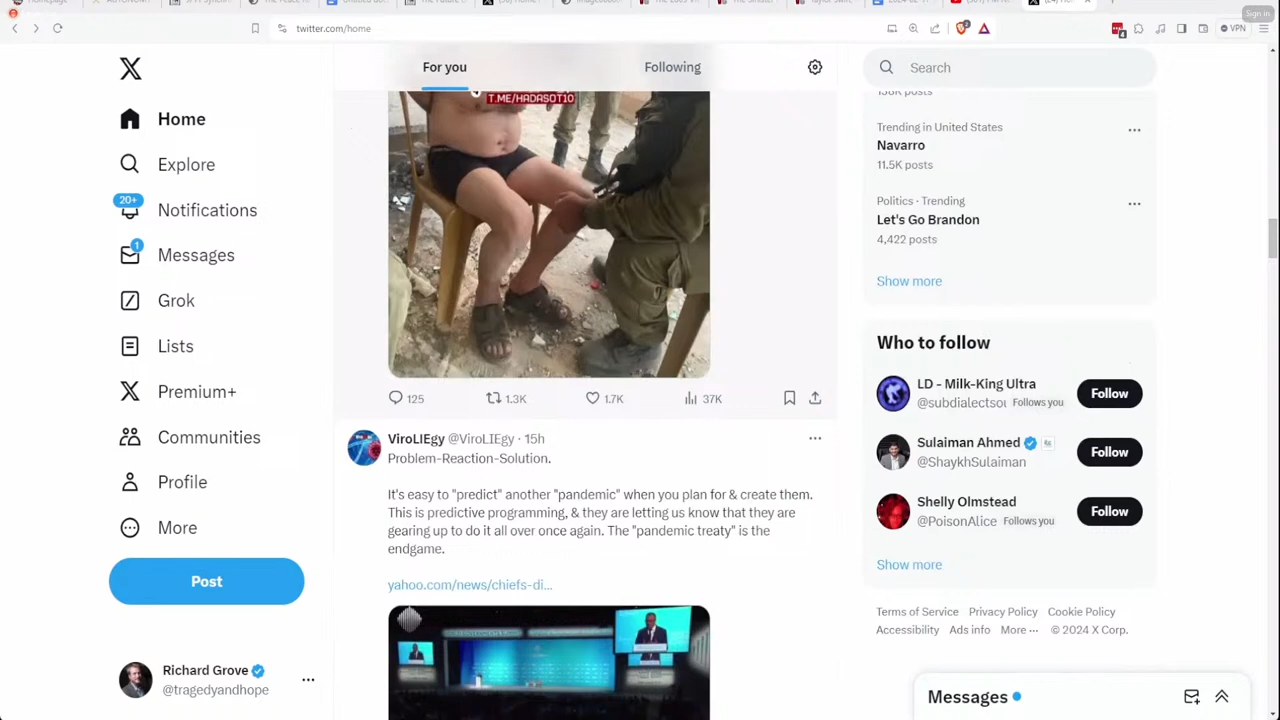 Sign in
twitter.com/home
VPN
For you
Following
Search
T.ME/HADASOT10
138K posts
Home
Explore
20+
Notifications
1
Messages
Grok
Lists
Premium+
Communities
Profile
More
Post
Richard Grove
@tragedyandhope
125
1.3K
1.7K
37K
ViroLIEgy @ViroLIEgy · 15h
Problem-Reaction-Solution.
It's easy to "predict" another "pandemic" when you plan for & create them.
This is predictive programming, & they are letting us know that they are
gearing up to do it all over once again. The "pandemic treaty" is the
endgame.
yahoo.com/news/chiefs-di...
Trending in United States
Navarro
11.5K posts
Politics · Trending
Let's Go Brandon
4,422 posts
Show more
Who to follow
LD - Milk-King Ultra
@subdialectsou Follows you
Follow
Sulaiman Ahmed
@ShaykhSulaiman
Follow
Shelly Olmstead
@PoisonAlice Follows you
Follow
Show more
Terms of Service Privacy Policy Cookie Policy
Accessibility Ads info More ··· © 2024 X Corp.
Messages